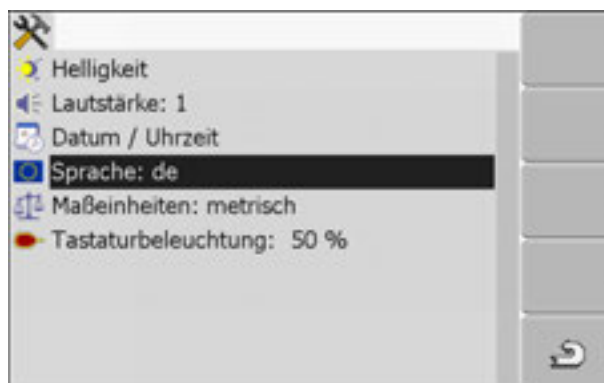 Helligkeit
Lautstärke: 1
Datum / Uhrzeit
Sprache: de
Maßeinheiten: metrisch
Tastaturbeleuchtung: 50 %